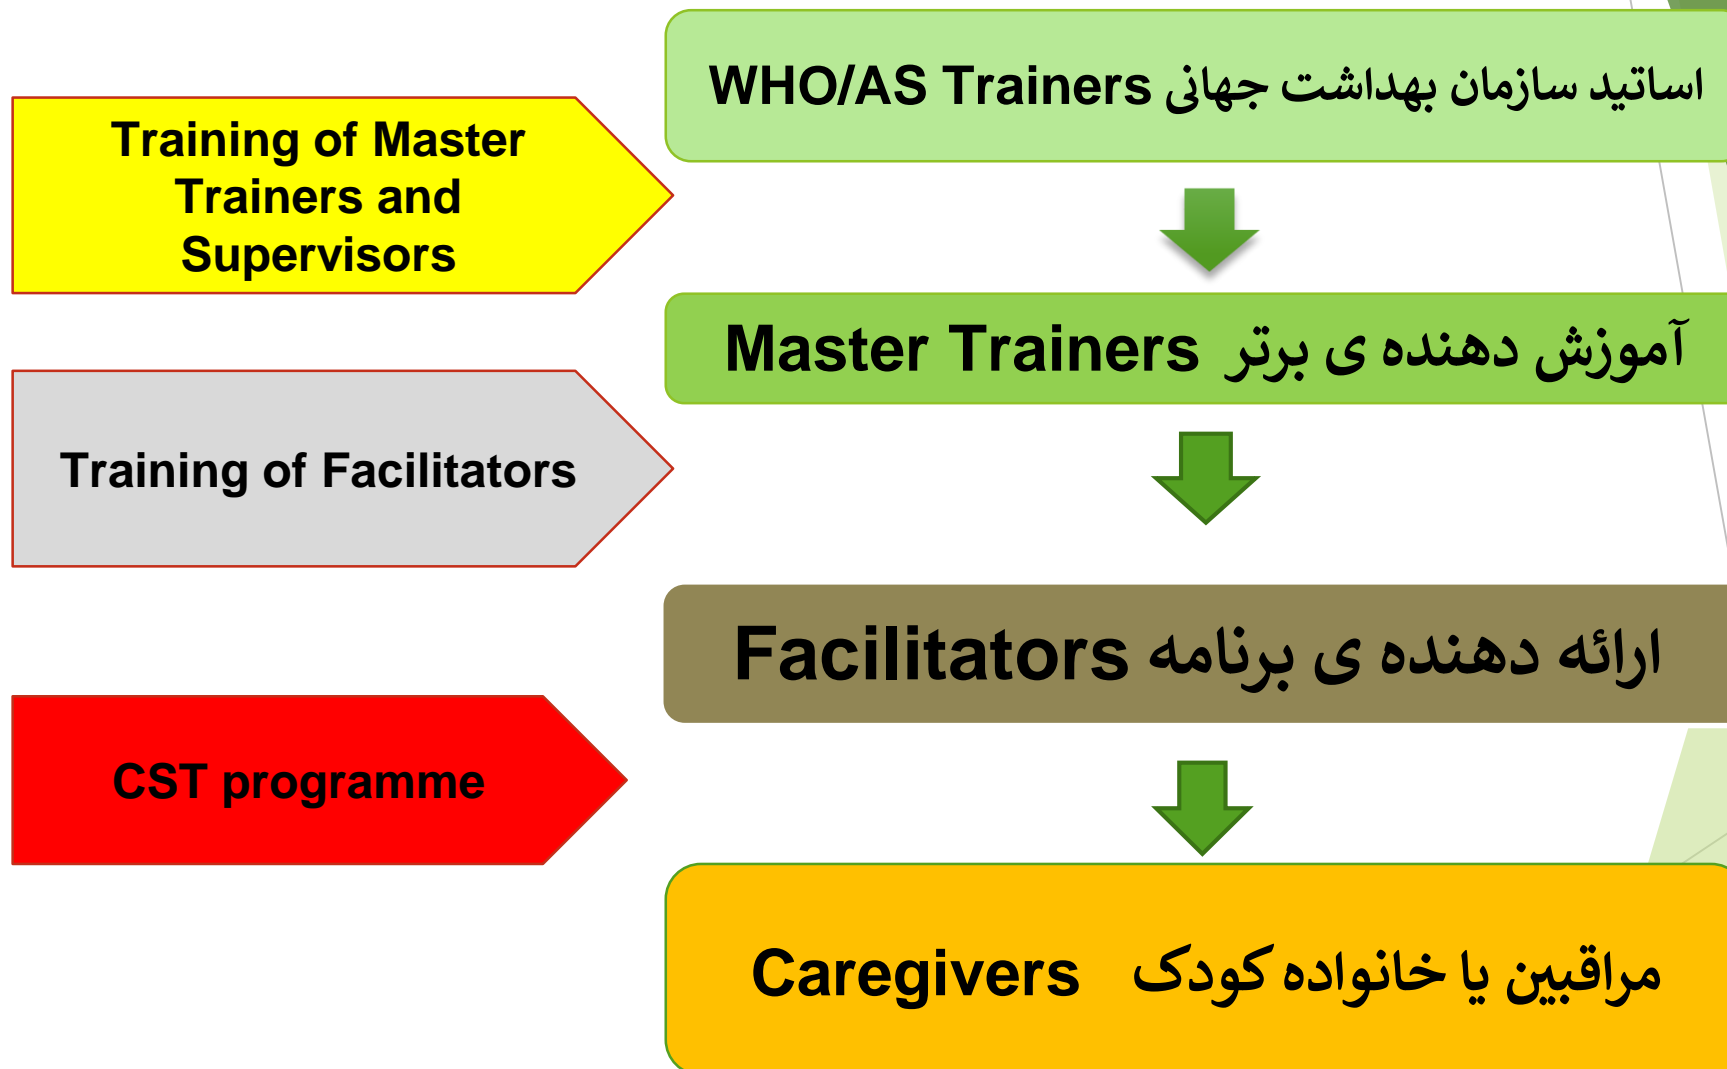 اساتید سازمان بهداشت جهانی WHO/AS Trainers
Training of Master
Trainers and
Supervisors
آموزش دهنده ی برتر Master Trainers
Training of Facilitators
ارائه دهنده ی برنامه Facilitators
CST programme
مراقبین یا خانواده کودک Caregivers